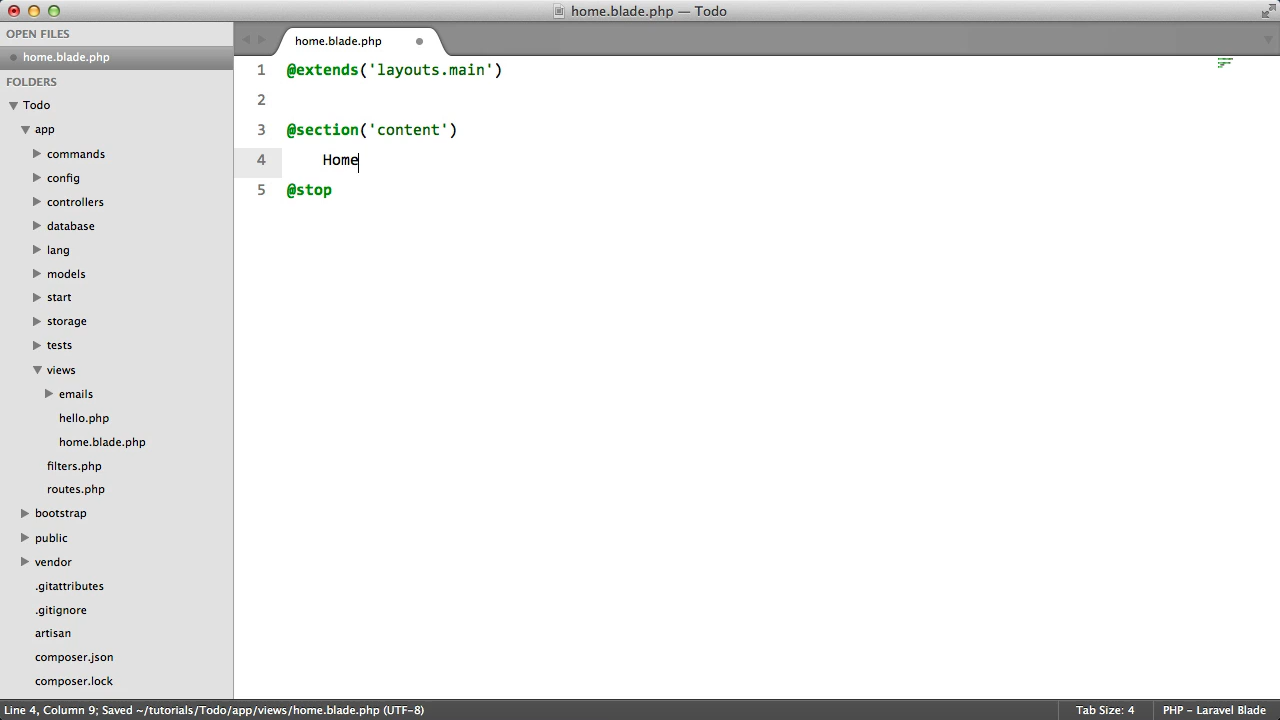 home.blade.php — Todo
OPEN FILES
home.blade.php
FOLDERS
Todo
app
commands
config
controllers
database
lang
models
start
storage
tests
views
emails
hello.php
home.blade.php
filters.php
routes.php
bootstrap
public
vendor
.gitattributes
.gitignore
artisan
composer.json
composer.lock
home.blade.php
1 @extends('layouts.main')
2
3 @section('content')
4 Home
5 @stop
Line 4, Column 9; Saved ~/tutorials/Todo/app/views/home.blade.php (UTF-8)
Tab Size: 4
PHP - Laravel Blade